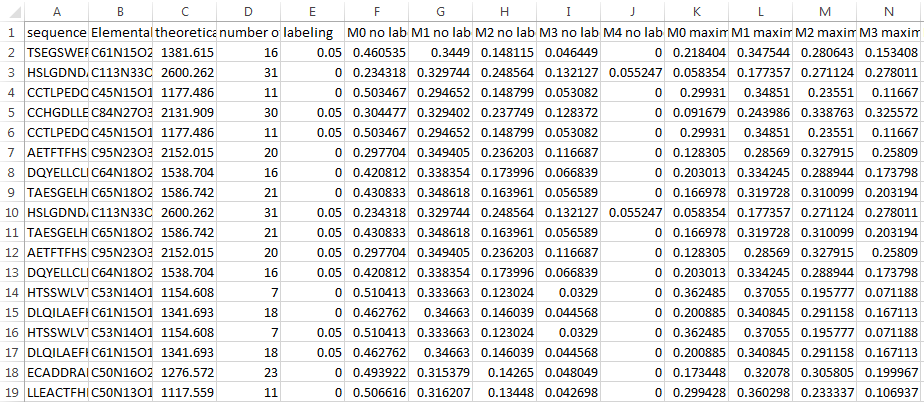 A B C D E F G H I J K L M N
1 sequence Elemental theoretica number o labeling M0 no lab M1 no lab M2 no lab M3 no lab M4 no lab M0 maxim M1 maxim M2 maxim M3 maxim
2 TSEGSWEF C61N15O2 1381.615 16 0.05 0.460535 0.3449 0.148115 0.046449 0 0.218404 0.347544 0.280643 0.153408
3 HSLGDND C113N33O 2600.262 31 0 0.234318 0.329744 0.248564 0.132127 0.055247 0.058354 0.177357 0.271124 0.278011
4 CCTLPEDC C45N15O1 1177.486 11 0 0.503467 0.294652 0.148799 0.053082 0 0.29931 0.34851 0.23551 0.11667
5 CCHGDLLE C84N27O3 2131.909 30 0 0.304477 0.329402 0.237749 0.128372 0 0.091679 0.243986 0.338763 0.325572
6 CCTLPEDC C45N15O1 1177.486 11 0.05 0.503467 0.294652 0.148799 0.053082 0 0.29931 0.34851 0.23551 0.11667
7 AETFTFHS C95N23O3 2152.015 20 0 0.297704 0.349405 0.236203 0.116687 0 0.128305 0.28569 0.327915 0.25809
8 DQYELLCL C64N18O2 1538.704 16 0 0.420812 0.338354 0.173996 0.066839 0 0.203013 0.334245 0.288944 0.173798
9 TAESGELH C65N18O2 1586.742 21 0 0.430833 0.348618 0.163961 0.056589 0 0.166978 0.319728 0.310099 0.203194
10 HSLGDND C113N33O 2600.262 31 0.05 0.234318 0.329744 0.248564 0.132127 0.055247 0.058354 0.177357 0.271124 0.278011
11 TAESGELH C65N18O2 1586.742 21 0.05 0.430833 0.348618 0.163961 0.056589 0 0.166978 0.319728 0.310099 0.203194
12 AETFTFHS C95N23O3 2152.015 20 0.05 0.297704 0.349405 0.236203 0.116687 0 0.128305 0.28569 0.327915 0.25809
13 DQYELLCL C64N18O2 1538.704 16 0.05 0.420812 0.338354 0.173996 0.066839 0 0.203013 0.334245 0.288944 0.173798
14 HTSSWLV C53N14O1 1154.608 7 0 0.510413 0.333663 0.123024 0.0329 0 0.362485 0.37055 0.195777 0.071188
15 DLQILAEF C61N15O1 1341.693 18 0 0.462762 0.34663 0.146039 0.044568 0 0.200885 0.340845 0.291158 0.167113
16 HTSSWLV C53N14O1 1154.608 7 0.05 0.510413 0.333663 0.123024 0.0329 0 0.362485 0.37055 0.195777 0.071188
17 DLQILAEF C61N15O1 1341.693 18 0.05 0.462762 0.34663 0.146039 0.044568 0 0.200885 0.340845 0.291158 0.167113
18 ECADDRA C50N16O2 1276.572 23 0 0.493922 0.315379 0.14265 0.048049 0 0.173448 0.32078 0.305805 0.199967
19 LLEACTFH C50N13O1 1117.559 11 0 0.506616 0.316207 0.13448 0.042698 0 0.299428 0.360298 0.233337 0.106937